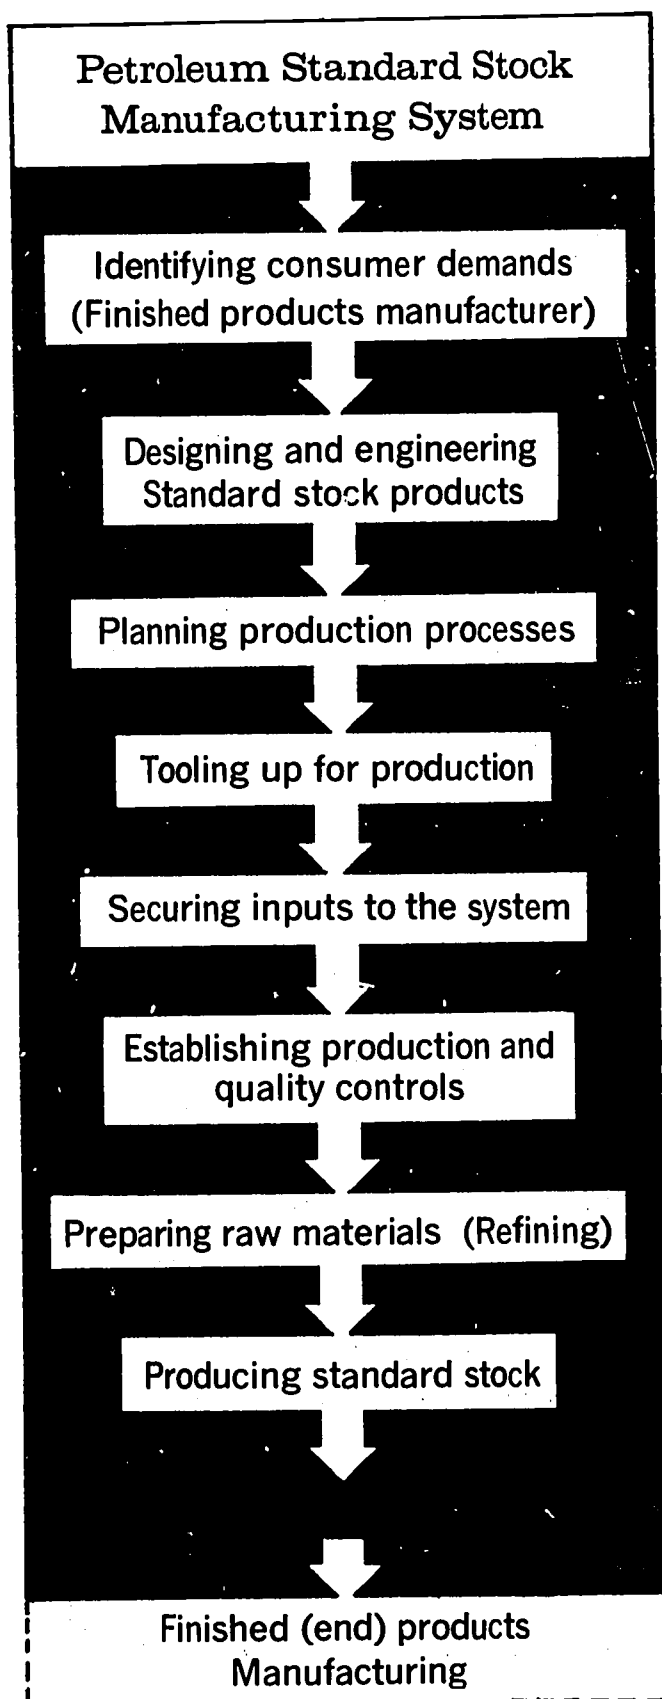 Petroleum Standard Stock
Manufacturing System
Identifying consumer demands
(Finished products manufacturer)
Designing and engineering
Standard stock products
Planning production processes
Tooling up for production
Securing inputs to the system
Establishing production and
quality controls
Preparing raw materials (Refining)
Producing standard stock
Finished (end) products
Manufacturing